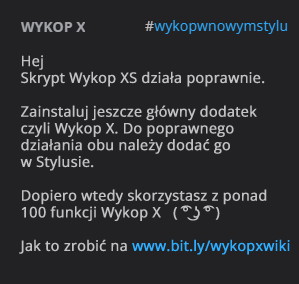 WYKOP X #wykopwnowymstylu
Hej
Skrypt Wykop XS działa poprawnie.
Zainstaluj jeszcze główny dodatek
czyli Wykop X. Do poprawnego
działania obu należy dodać go
w Stylusie.
Dopiero wtedy skorzystasz z ponad
100 funkcji Wykop X ( ͡° ͜ʖ ͡°)
Jak to zrobić na www.bit.ly/wykopxwiki